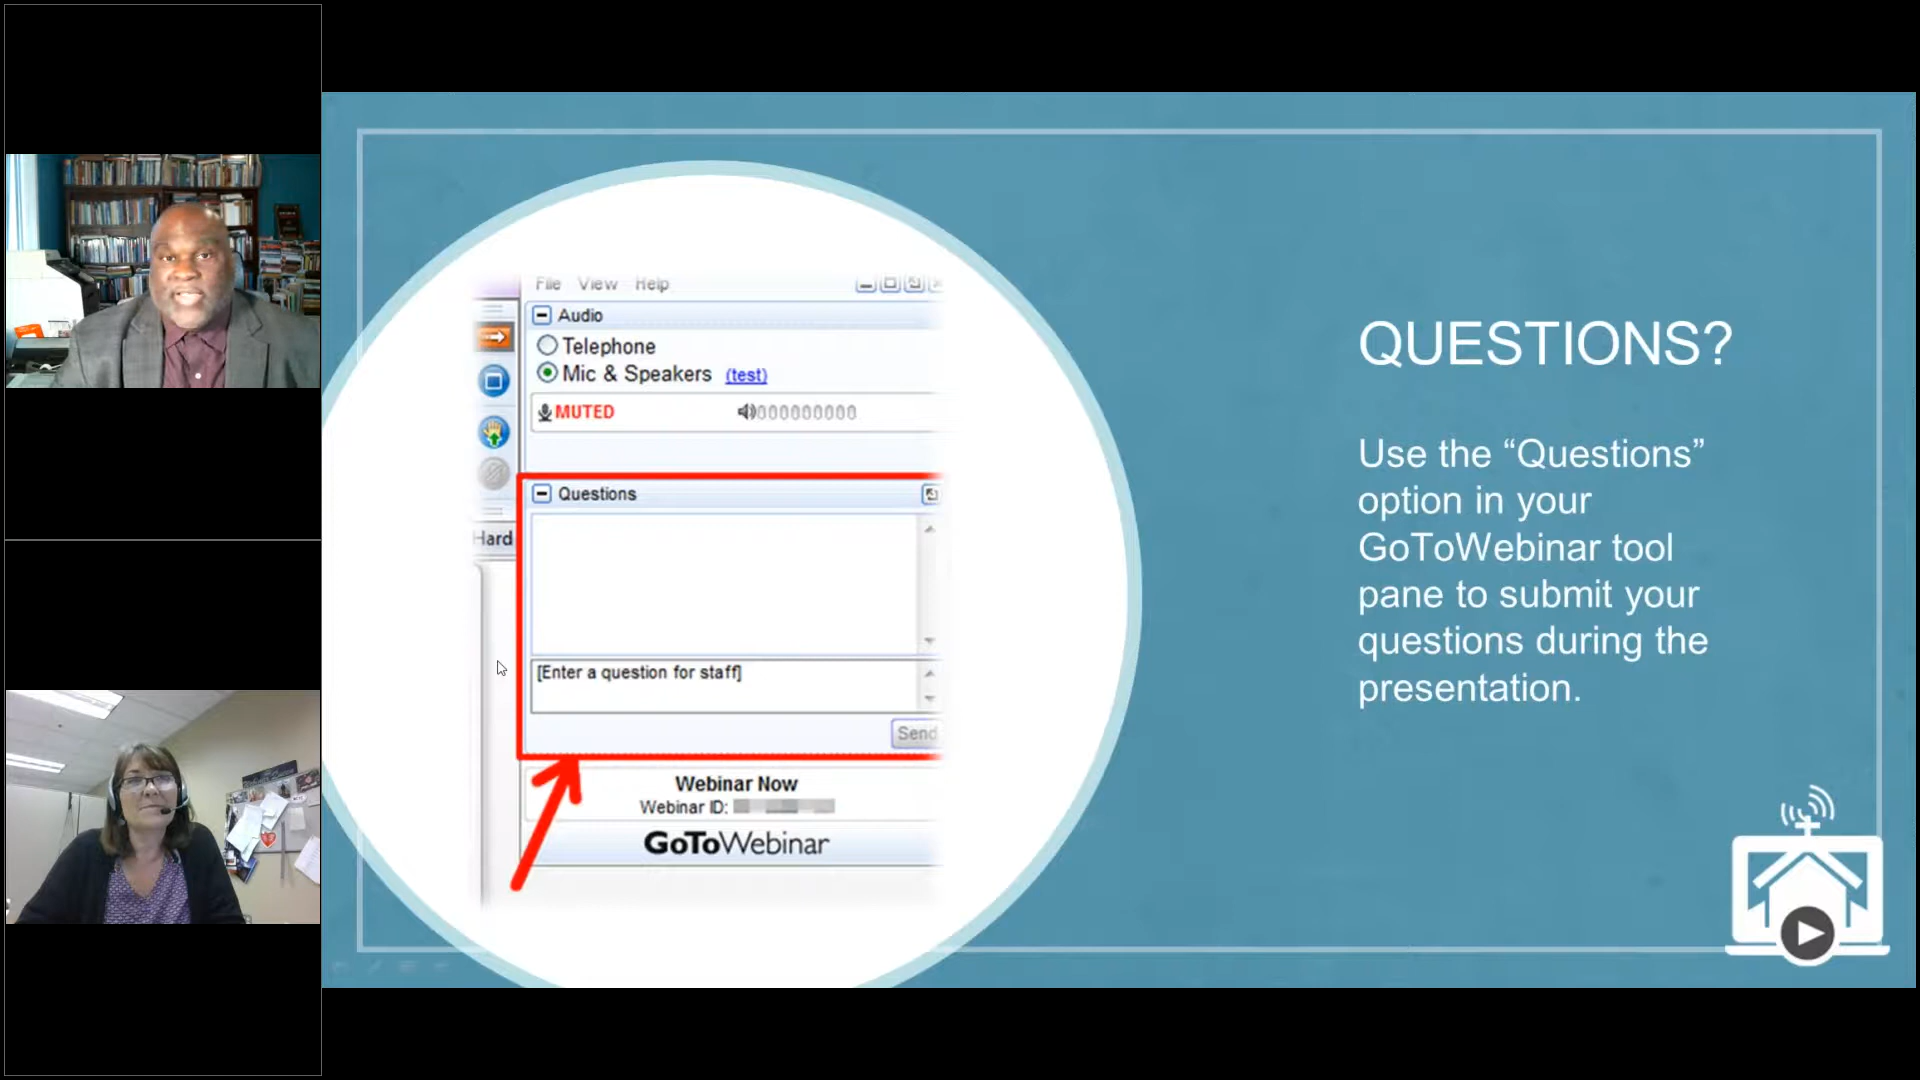 File View Help
Audio
Telephone
Mic & Speakers (test)
MUTED 000000000
Questions
Hard
[Enter a question for staff]
Send
Webinar Now
Webinar ID:
GoToWebinar
QUESTIONS?
Use the “Questions”
option in your
GoToWebinar tool
pane to submit your
questions during the
presentation.